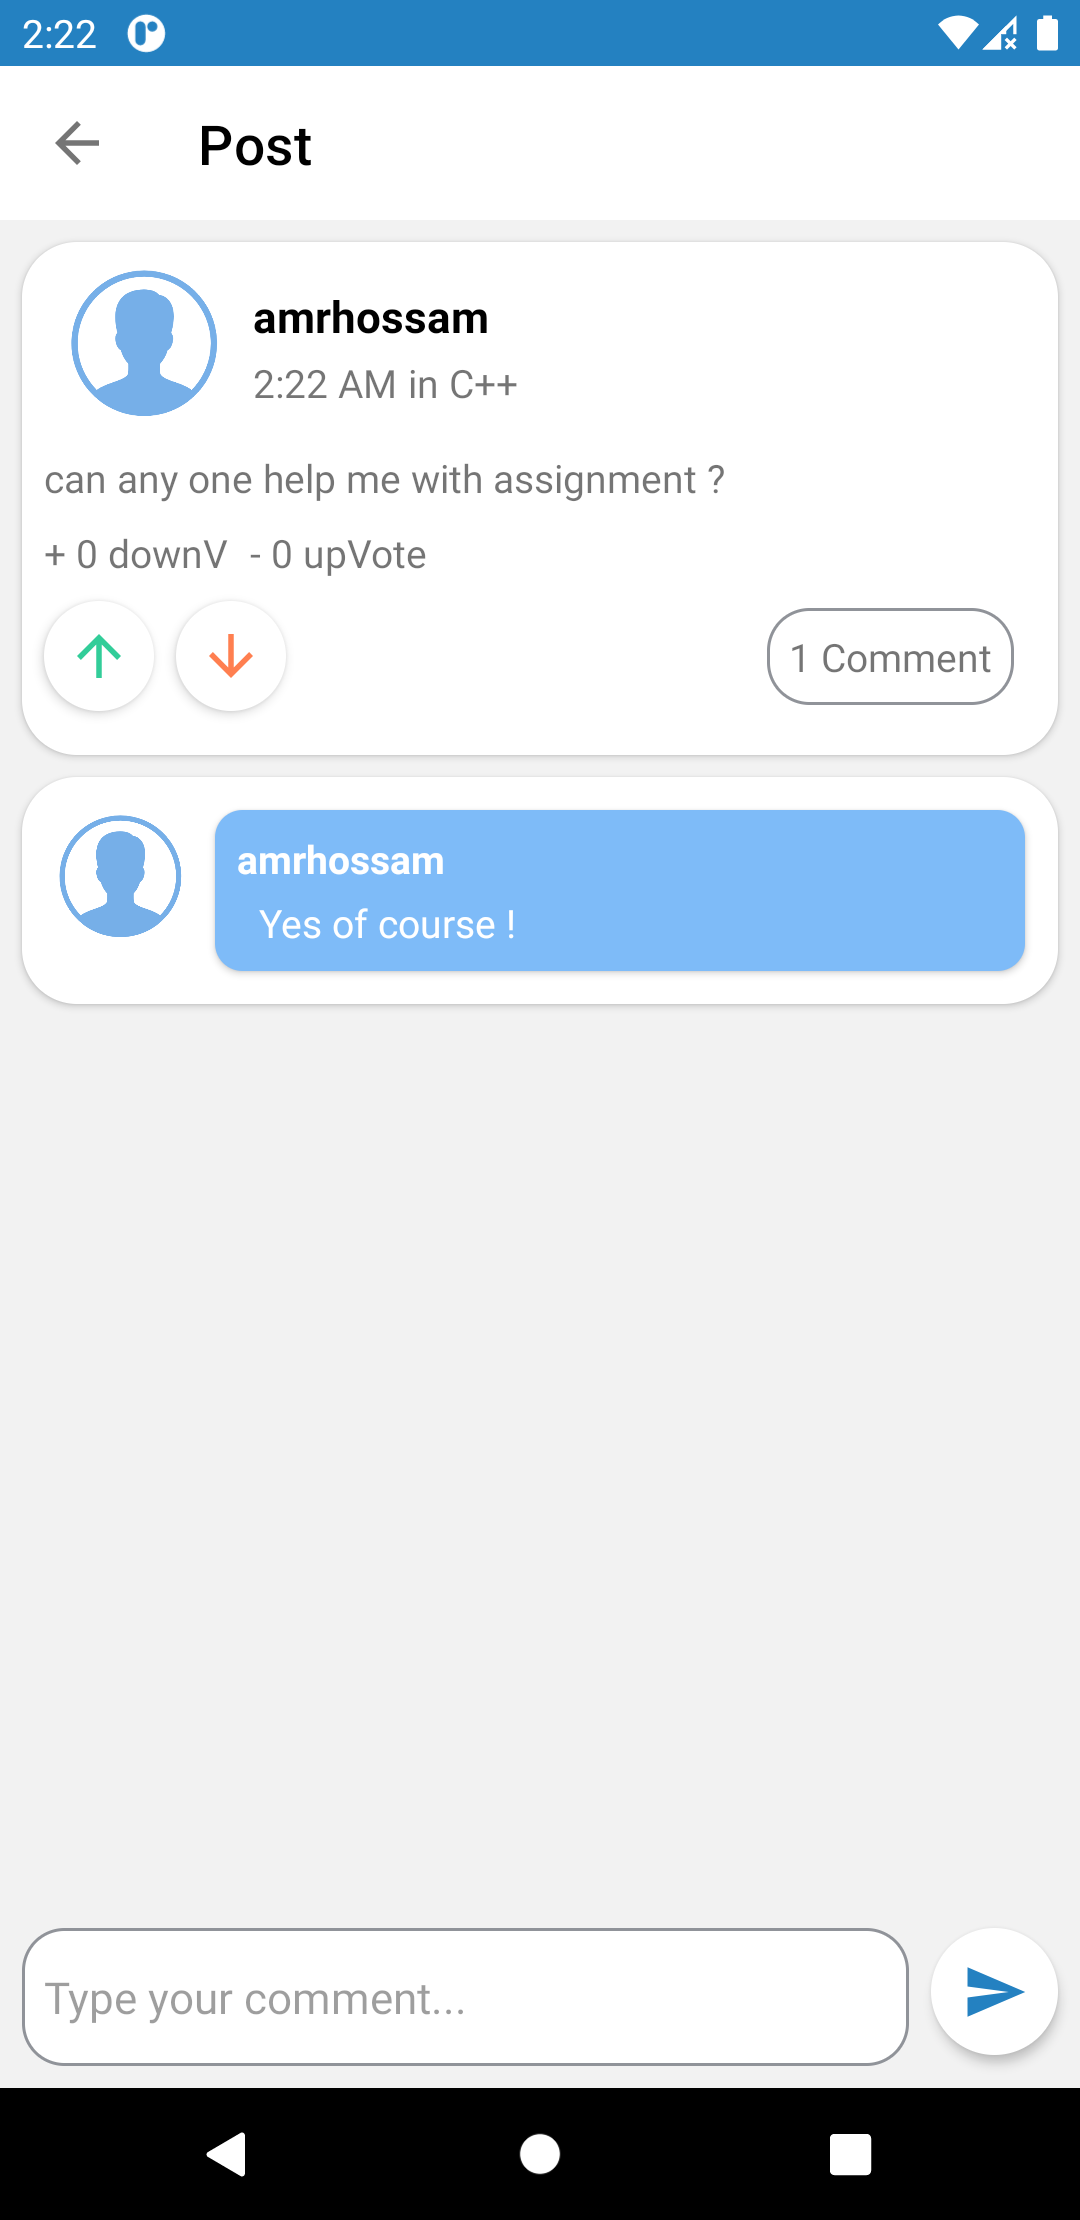 2:22
Post
amrhossam
2:22 AM in C++
can any one help me with assignment ?
+ 0 downV  - 0 upVote
1 Comment
amrhossam
Yes of course !
Type your comment...